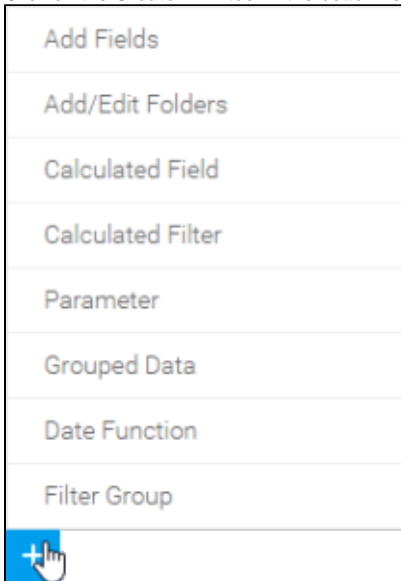 Add Fields
Add/Edit Folders
Calculated Field
Calculated Filter
Parameter
Grouped Data
Date Function
Filter Group
+